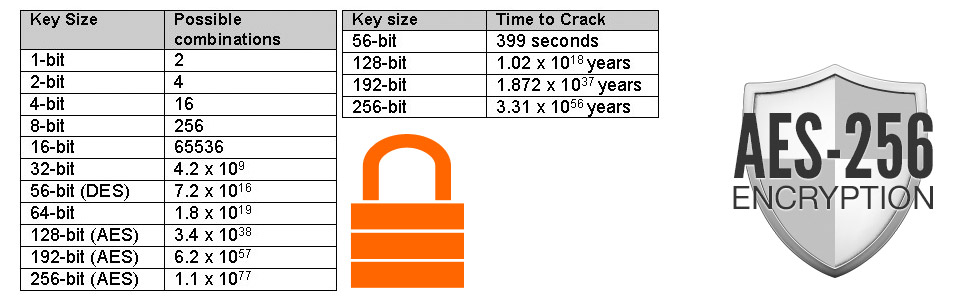 Key Size Possible combinations
1-bit 2
2-bit 4
4-bit 16
8-bit 256
16-bit 65536
32-bit 4.2 x 10⁹
56-bit (DES) 7.2 x 10¹⁶
64-bit 1.8 x 10¹⁹
128-bit (AES) 3.4 x 10³⁸
192-bit (AES) 6.2 x 10⁵⁷
256-bit (AES) 1.1 x 10⁷⁷
Key size Time to Crack
56-bit 399 seconds
128-bit 1.02 x 10¹⁸ years
192-bit 1.872 x 10³⁷ years
256-bit 3.31 x 10⁵⁶ years
AES-256
ENCRYPTION